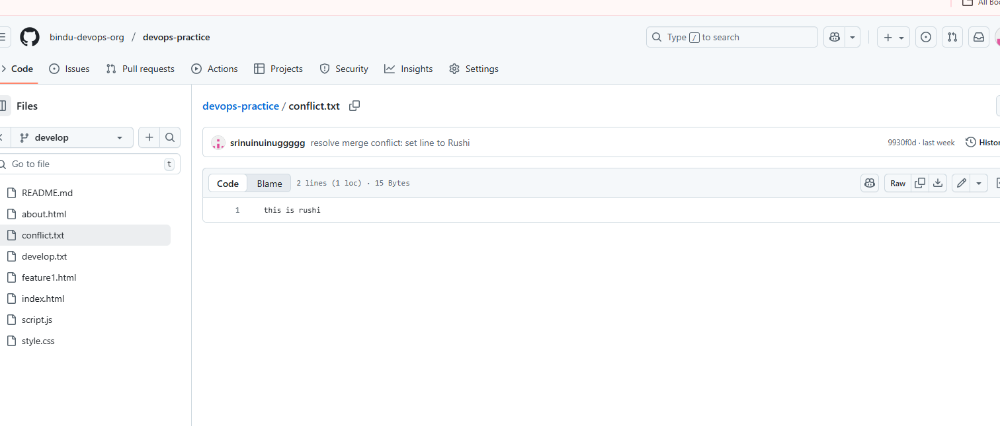 All Boo
bindu-devops-org / devops-practice
Type / to search
Code Issues Pull requests Actions Projects Security Insights Settings
Files
devops-practice / conflict.txt
develop
srinuinuinuggggg resolve merge conflict: set line to Rushi
9930f0d · last week
Histor
Go to file
t
Code Blame 2 lines (1 loc) · 15 Bytes
Raw
1 this is rushi
README.md
about.html
conflict.txt
develop.txt
feature1.html
index.html
script.js
style.css